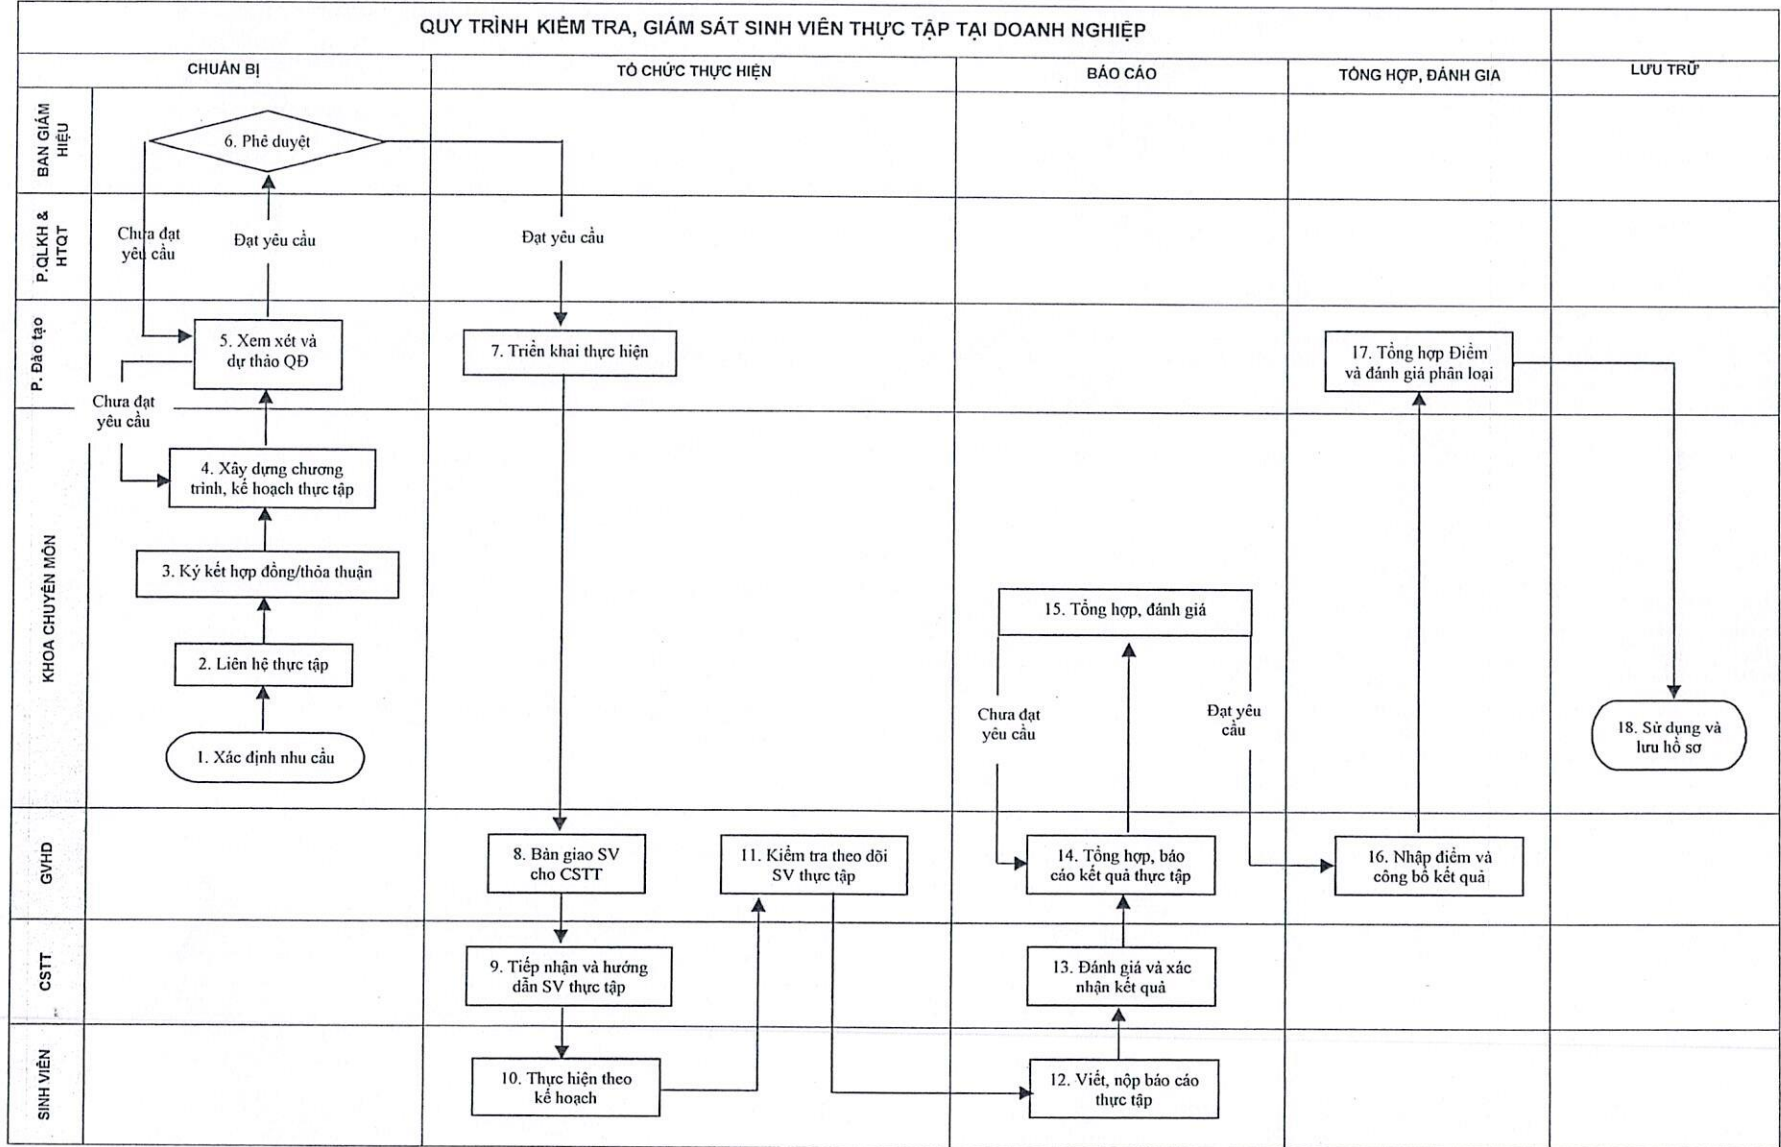 QUY TRÌNH KIỂM TRA, GIÁM SÁT SINH VIÊN THỰC TẬP TẠI DOANH NGHIỆP
CHUẨN BỊ
TỔ CHỨC THỰC HIỆN
BÁO CÁO
TỔNG HỢP, ĐÁNH GIA
LƯU TRỮ
BAN GIÁM
HIỆU
6. Phê duyệt
P.QLKH &
HTQT
Chưa đạt
yêu cầu
Đạt yêu cầu
Đạt yêu cầu
P. Đào tạo
5. Xem xét và
dự thảo QĐ
7. Triển khai thực hiện
17. Tổng hợp Điểm
và đánh giá phân loại
Chưa đạt
yêu cầu
KHOA CHUYÊN MÔN
4. Xây dựng chương
trình, kế hoạch thực tập
3. Ký kết hợp đồng/thỏa thuận
15. Tổng hợp, đánh giá
2. Liên hệ thực tập
Chưa đạt
yêu cầu
Đạt yêu
cầu
1. Xác định nhu cầu
18. Sử dụng và
lưu hồ sơ
GVHD
8. Bàn giao SV
cho CSTT
11. Kiểm tra theo dõi
SV thực tập
14. Tổng hợp, báo
cáo kết quả thực tập
16. Nhập điểm và
công bố kết quả
CSTT
9. Tiếp nhận và hướng
dẫn SV thực tập
13. Đánh giá và xác
nhận kết quả
SINH VIÊN
10. Thực hiện theo
kế hoạch
12. Viết, nộp báo cáo
thực tập